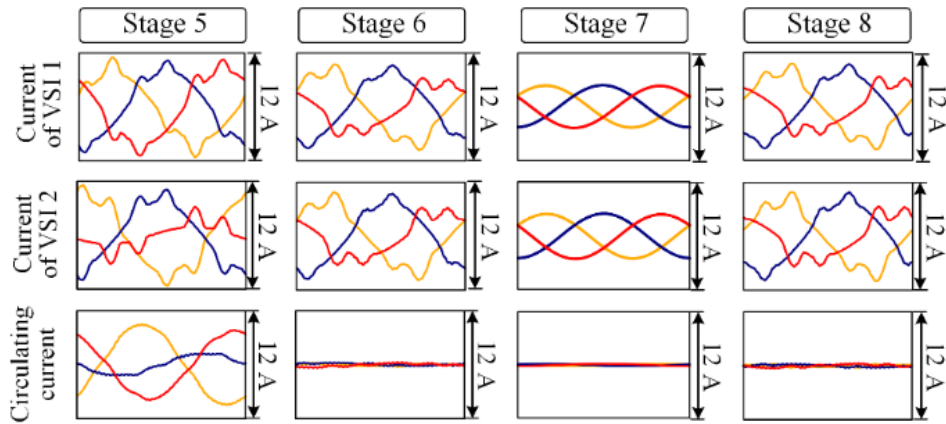 Stage 5
Stage 6
Stage 7
Stage 8
Current
of VSI 1
12 A
12 A
12 A
12 A
Current
of VSI 2
12 A
12 A
12 A
12 A
Circulating
current
12 A
12 A
12 A
12 A